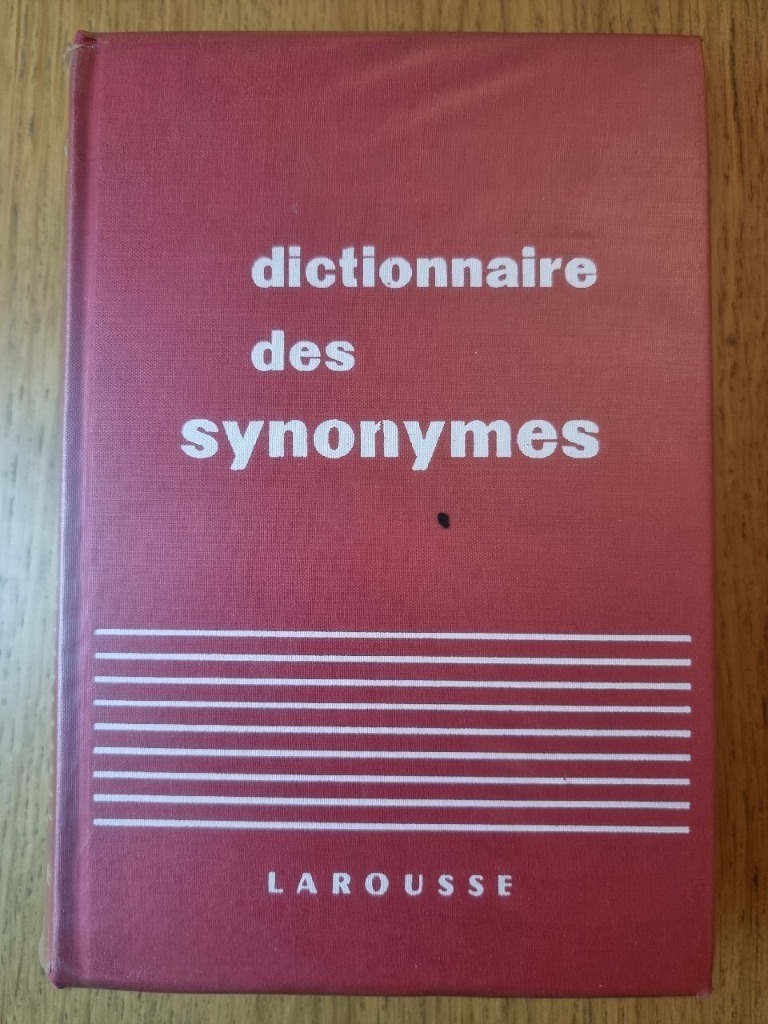 dictionnaire
des
synonymes
LAROUSSE